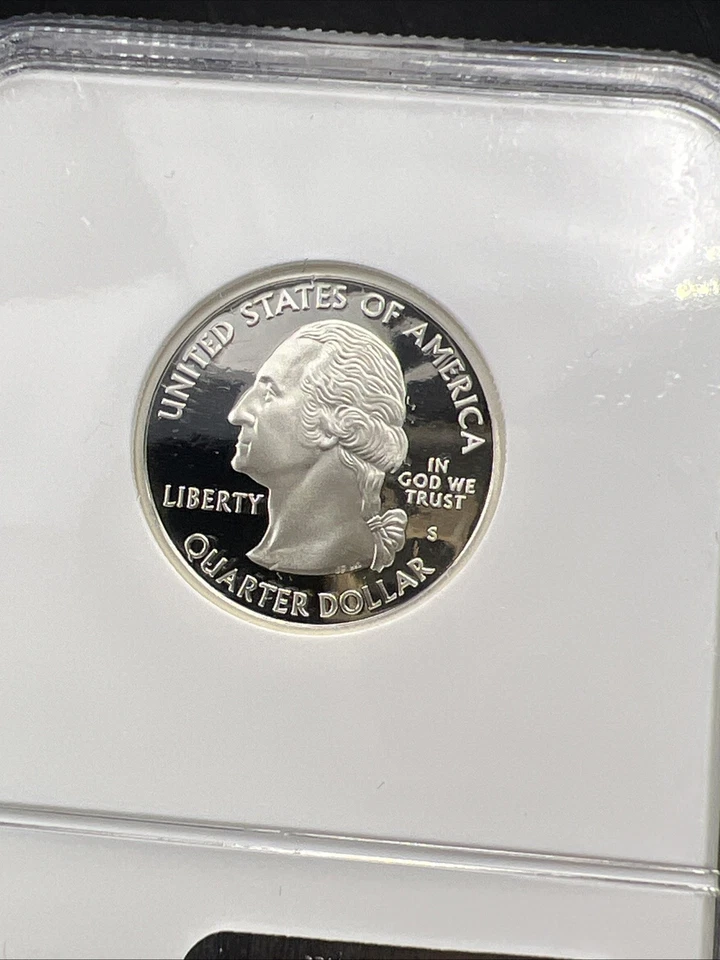 UNITED STATES OF AMERICA
LIBERTY
IN
GOD WE
TRUST
S
QUARTER DOLLAR